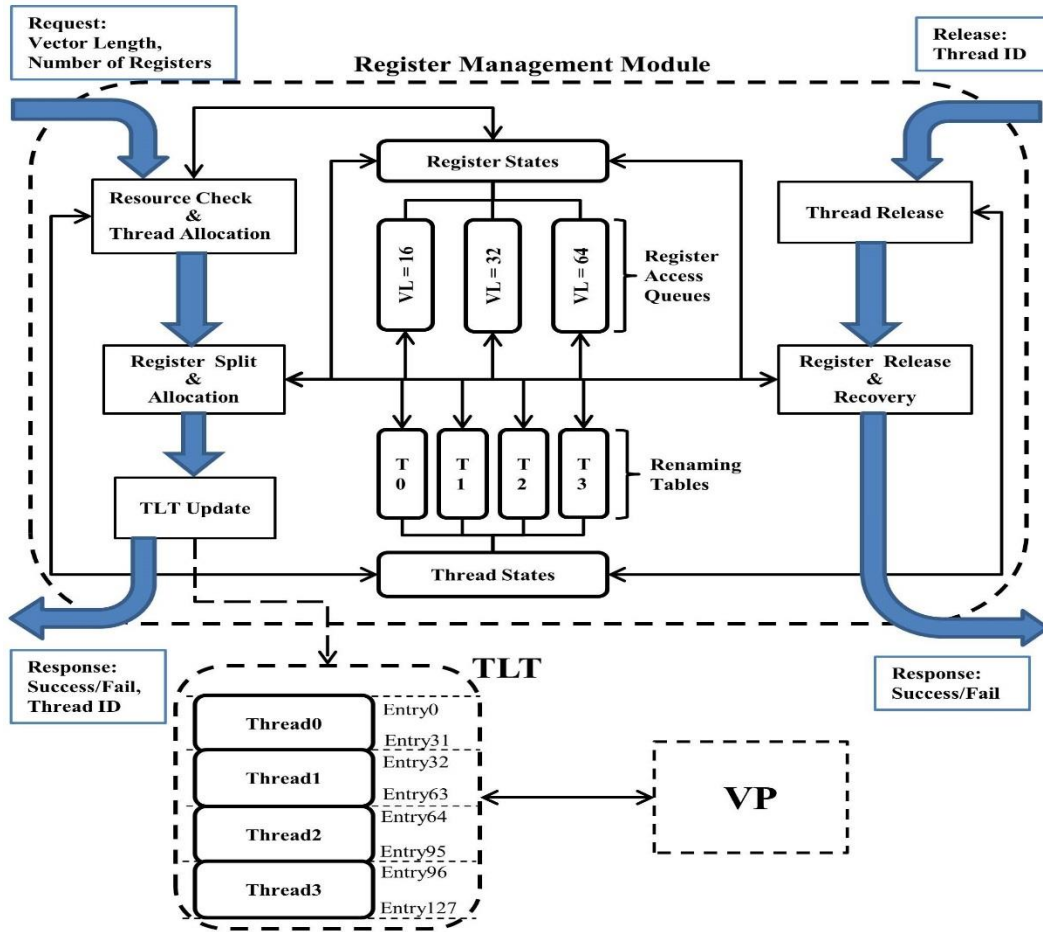 Request:
Vector Length,
Number of Registers
Release:
Thread ID
Register Management Module
Register States
Resource Check
&
Thread Allocation
Thread Release
VL = 16
VL = 32
VL = 64
Register
Access
Queues
Register Split
&
Allocation
Register Release
&
Recovery
T
0
T
1
T
2
T
3
Renaming
Tables
TLT Update
Thread States
Response:
Success/Fail,
Thread ID
Response:
Success/Fail
TLT
Thread0
Entry0
Entry31
Thread1
Entry32
Entry63
Thread2
Entry64
Entry95
Thread3
Entry96
Entry127
VP